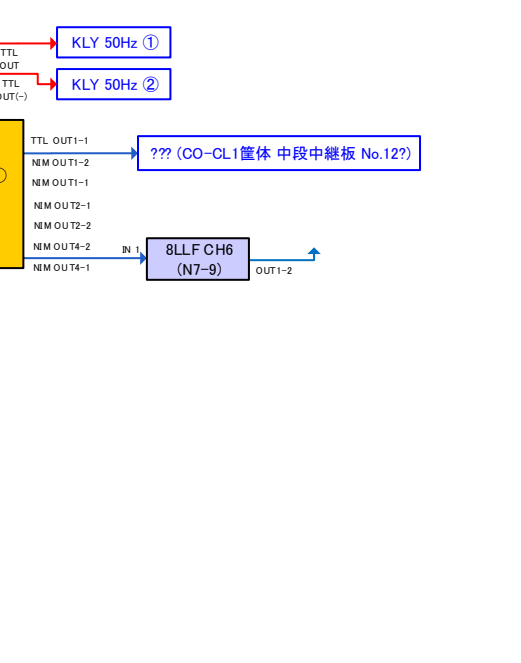 KLY 50Hz ①
TTL
OUT
KLY 50Hz ②
TTL
OUT(-)
TTL OUT1-1
??? (CO-CL1筐体 中段中継板 No.12?)
NIM OUT1-2
NIM OUT1-1
NIM OUT2-1
NIM OUT2-2
NIM OUT4-2
IN 1
8LLF CH6
(N7-9)
NIM OUT4-1
OUT1-2